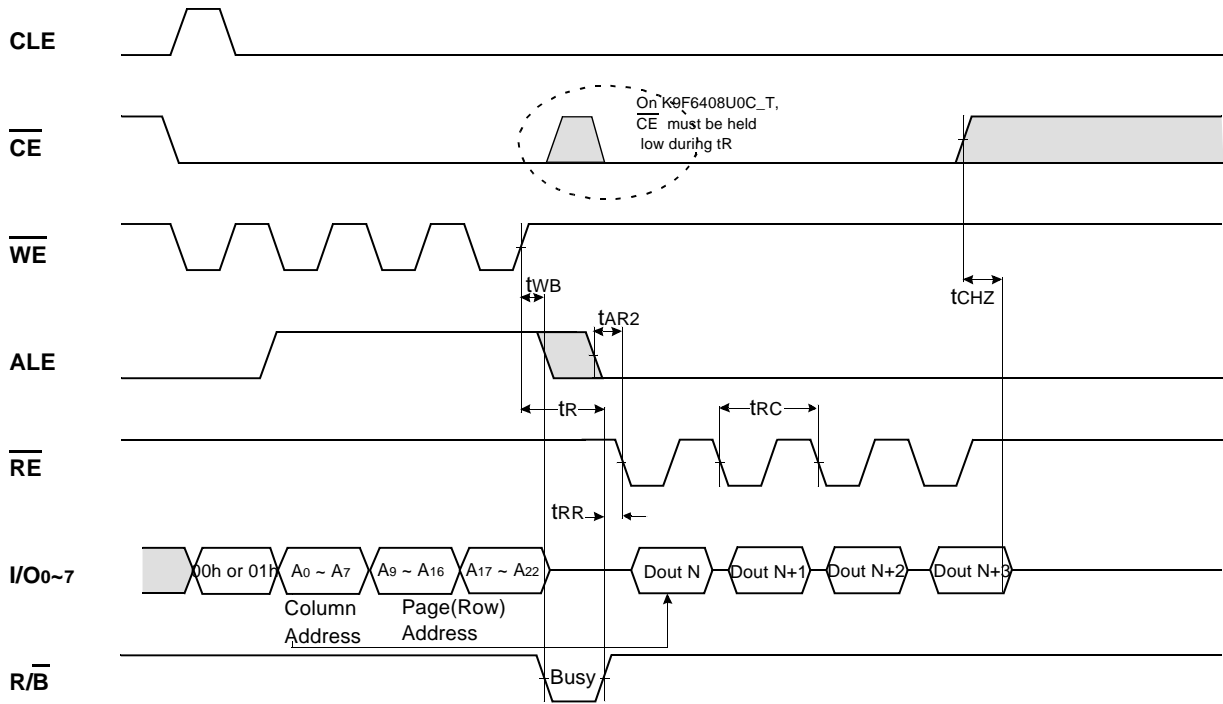 CLE
On K9F6408U0C_T,
CE must be held
low during tR
CE
WE
tWB
tCHZ
tAR2
ALE
tR
tRC
RE
tRR
I/O0~7
00h or 01h
A0 ~ A7
A9 ~ A16
A17 ~ A22
Dout N
Dout N+1
Dout N+2
Dout N+3
Column
Address
Page(Row)
Address
R/B
Busy